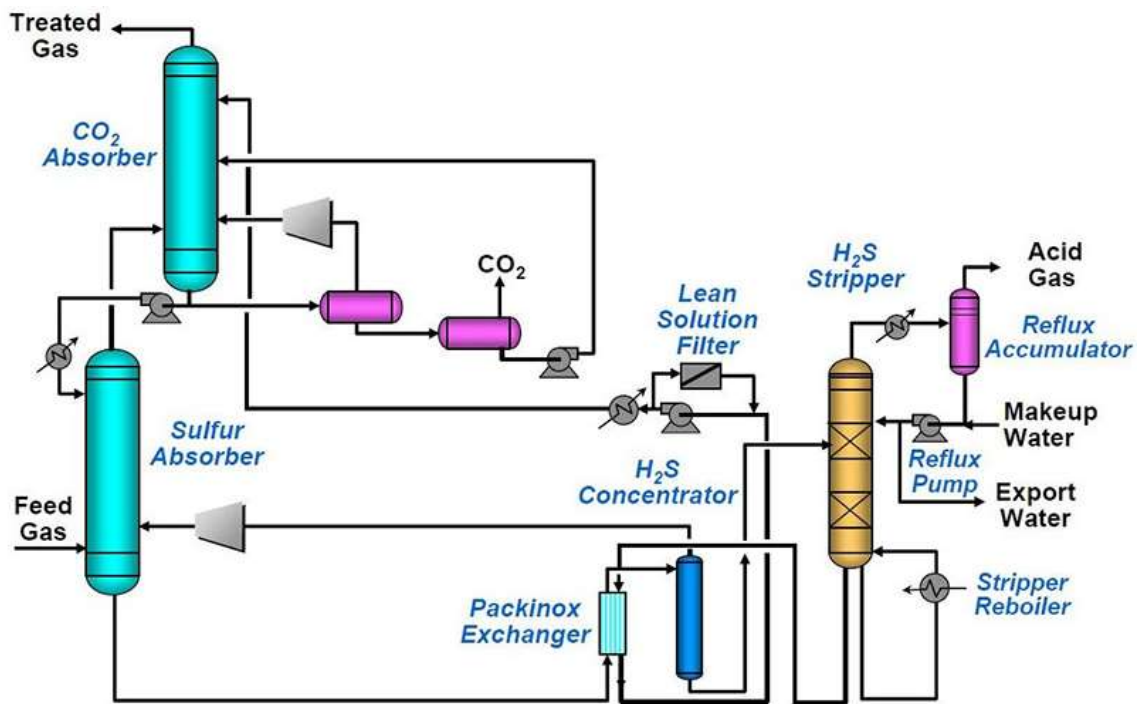 Treated
Gas
CO₂
Absorber
CO₂
Lean
Solution
Filter
H₂S
Stripper
Acid
Gas
Reflux
Accumulator
Makeup
Water
Reflux
Pump
Export
Water
Sulfur
Absorber
H₂S
Concentrator
Feed
Gas
Packinox
Exchanger
Stripper
Reboiler